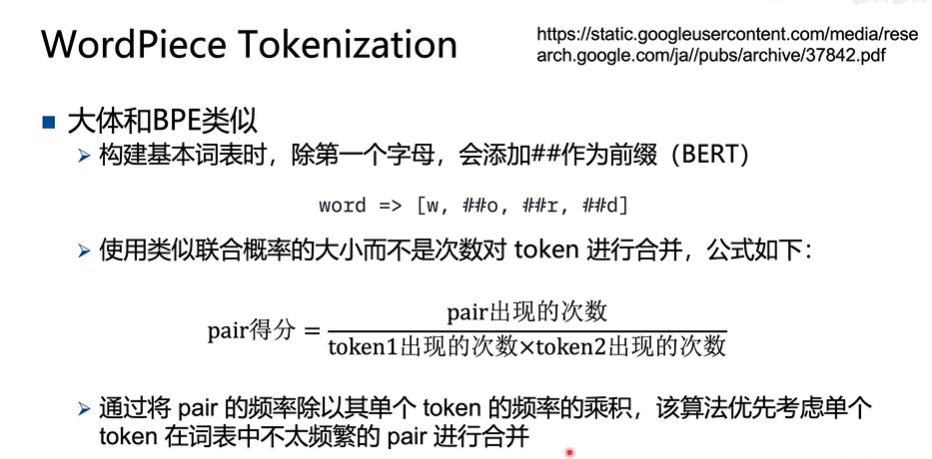 WordPiece Tokenization
https://static.googleusercontent.com/media/rese
arch.google.com/ja//pubs/archive/37842.pdf
■ 大体和BPE类似
➢ 构建基本词表时，除第一个字母，会添加##作为前缀（BERT）
word => [w, ##o, ##r, ##d]
➢ 使用类似联合概率的大小而不是次数对 token 进行合并，公式如下：
pair出现的次数
pair得分 =
token1出现的次数×token2出现的次数
➢ 通过将 pair 的频率除以其单个 token 的频率的乘积，该算法优先考虑单个
token 在词表中不太频繁的 pair 进行合并